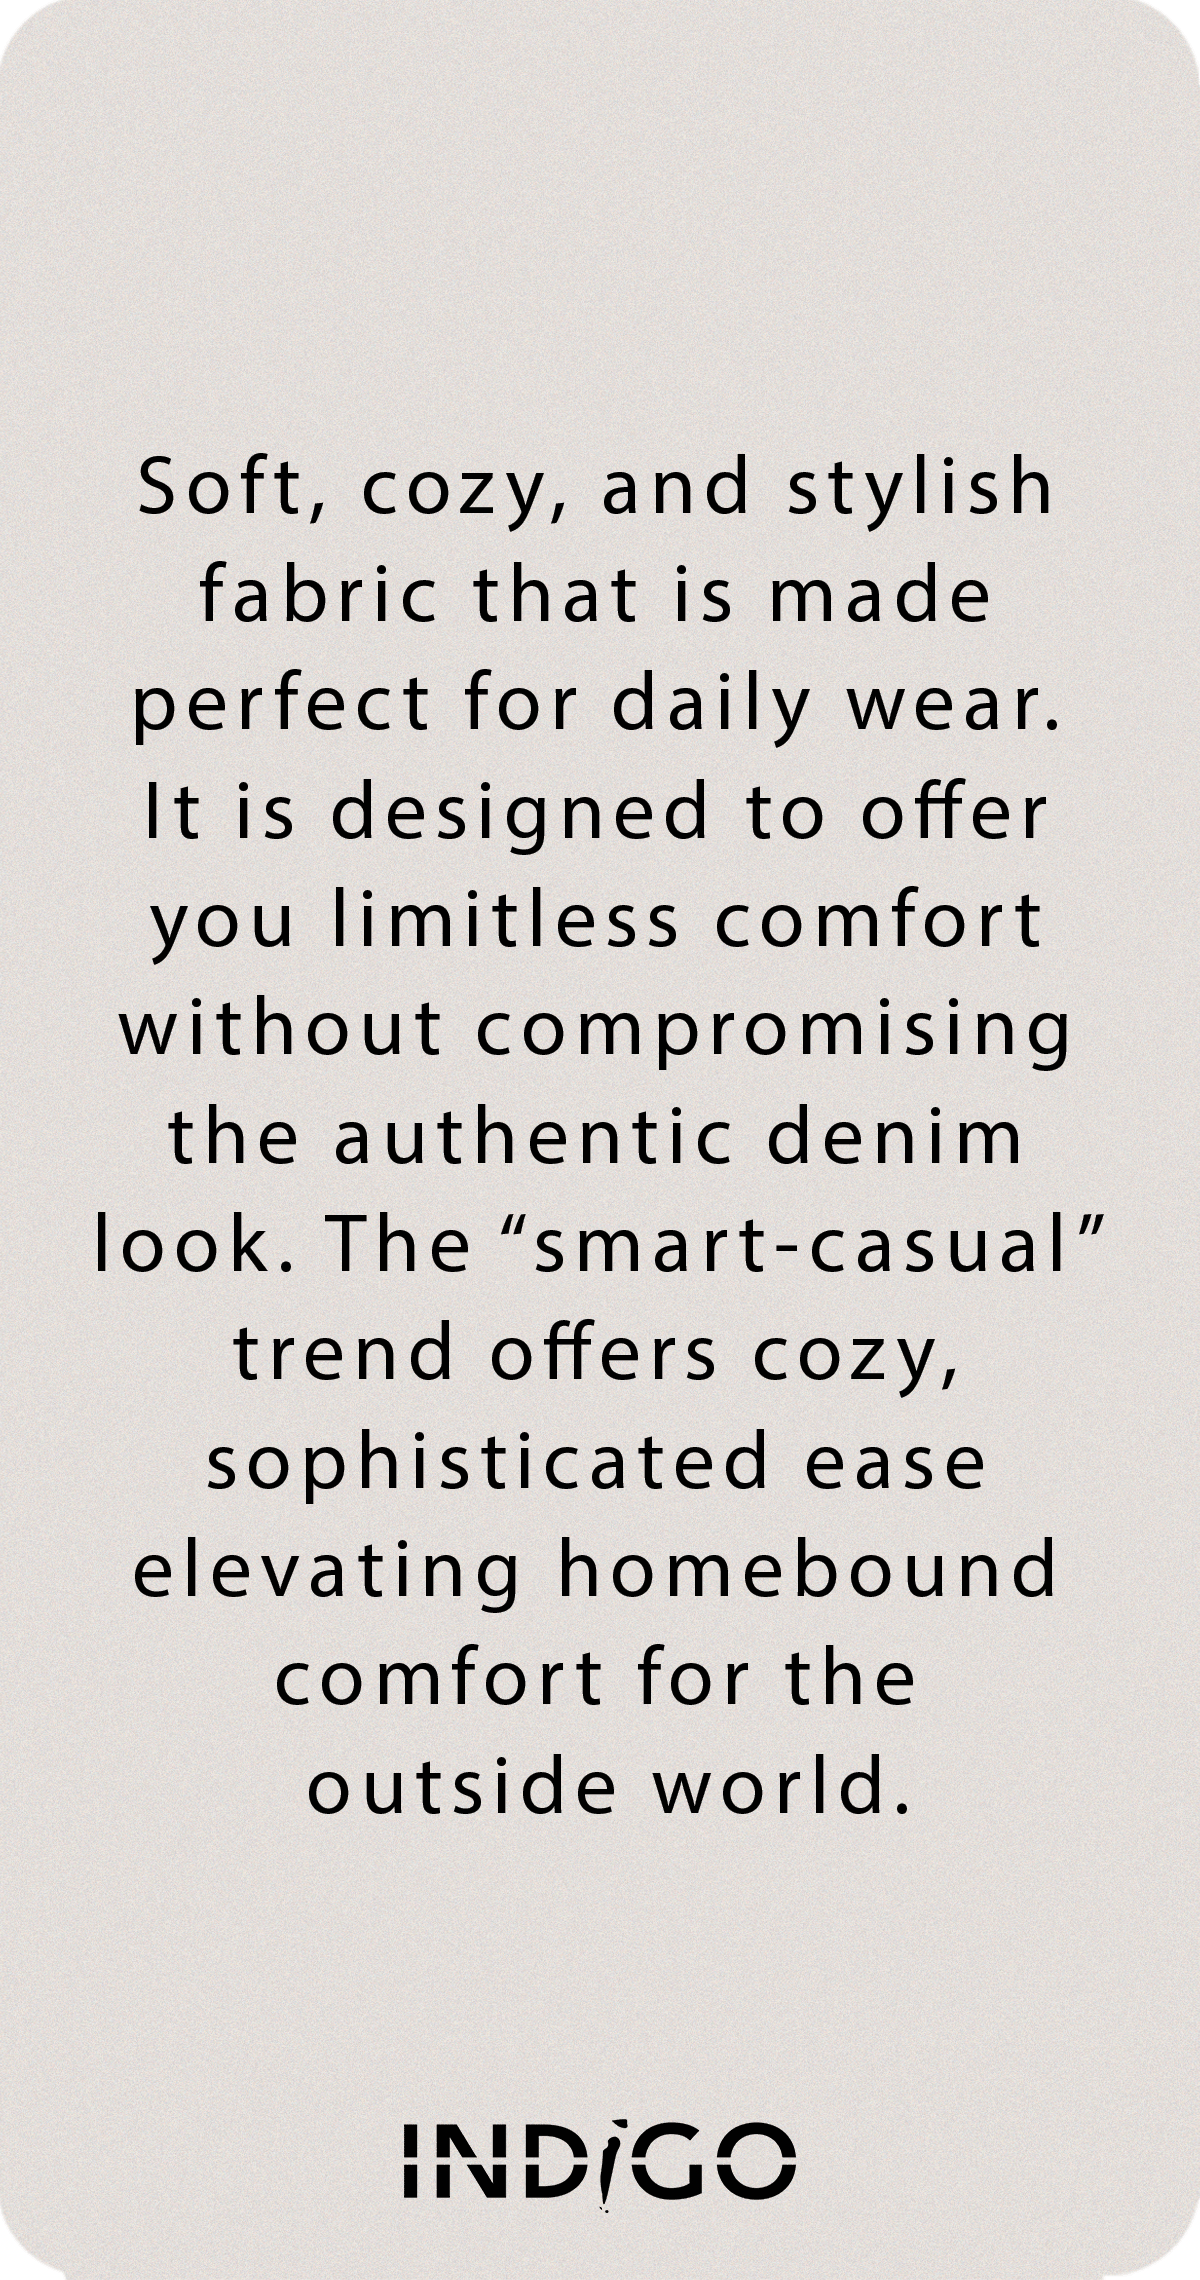 Soft, cozy, and stylish
fabric that is made
perfect for daily wear.
It is designed to offer
you limitless comfort
without compromising
the authentic denim
look. The “smart-casual”
trend offers cozy,
sophisticated ease
elevating homebound
comfort for the
outside world.
INDiGO